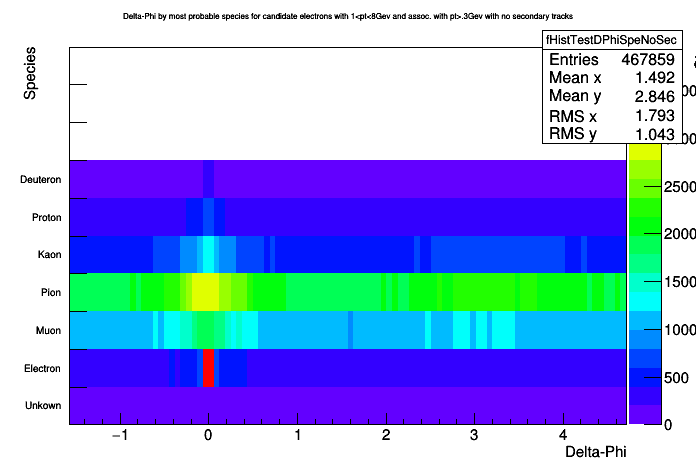 Delta-Phi by most probable species for candidate electrons with 1<pt<8Gev and assoc. with pt>.3Gev with no secondary tracks
fHistTestDPhiSpeNoSec
Entries 467859
Mean x 1.492
Mean y 2.846
RMS x 1.793
RMS y 1.043
Species
Deuteron
Proton
Kaon
Pion
Muon
Electron
Unkown
2500
2000
1500
1000
500
0
−1 0 1 2 3 4
Delta-Phi